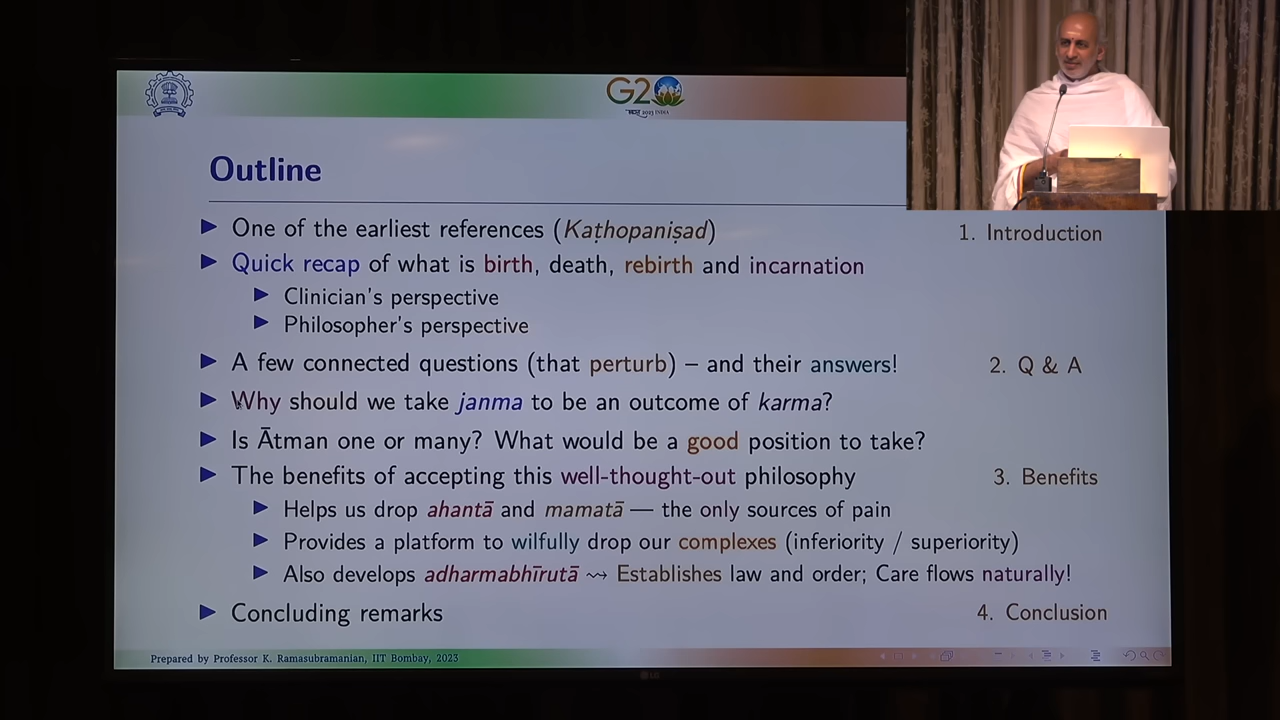 G20
2023 INDIA
Outline
▶ One of the earliest references (Kaṭhopaniṣad) 1. Introduction
▶ Quick recap of what is birth, death, rebirth and incarnation
▶ Clinician's perspective
▶ Philosopher's perspective
▶ A few connected questions (that perturb) – and their answers! 2. Q & A
▶ Why should we take janma to be an outcome of karma?
▶ Is Ātman one or many? What would be a good position to take?
▶ The benefits of accepting this well-thought-out philosophy 3. Benefits
▶ Helps us drop ahantā and mamatā — the only sources of pain
▶ Provides a platform to wilfully drop our complexes (inferiority / superiority)
▶ Also develops adharmabhīrutā ⇝ Establishes law and order; Care flows naturally!
▶ Concluding remarks 4. Conclusion
Prepared by Professor K. Ramasubramanian, IIT Bombay, 2023
LG